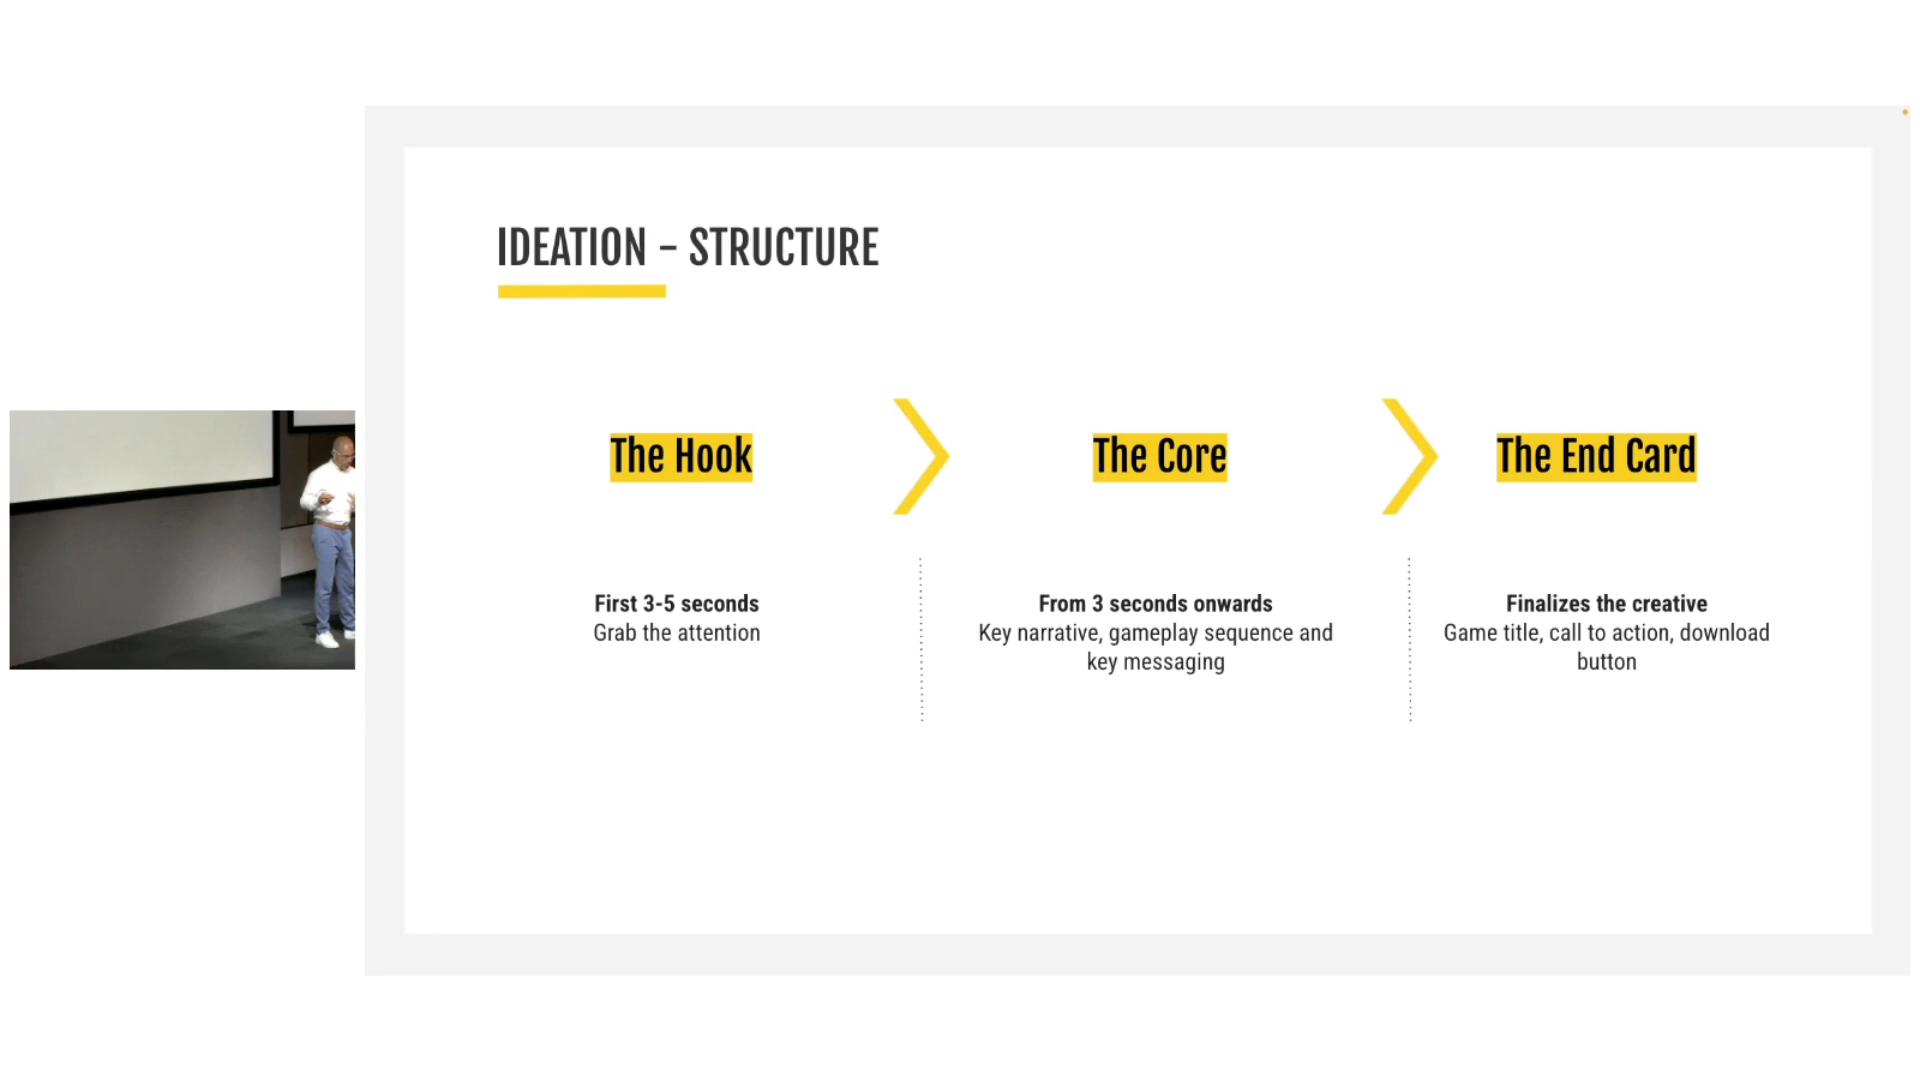 IDEATION - STRUCTURE
The Hook
The Core
The End Card
First 3-5 seconds
Grab the attention
From 3 seconds onwards
Key narrative, gameplay sequence and
key messaging
Finalizes the creative
Game title, call to action, download
button